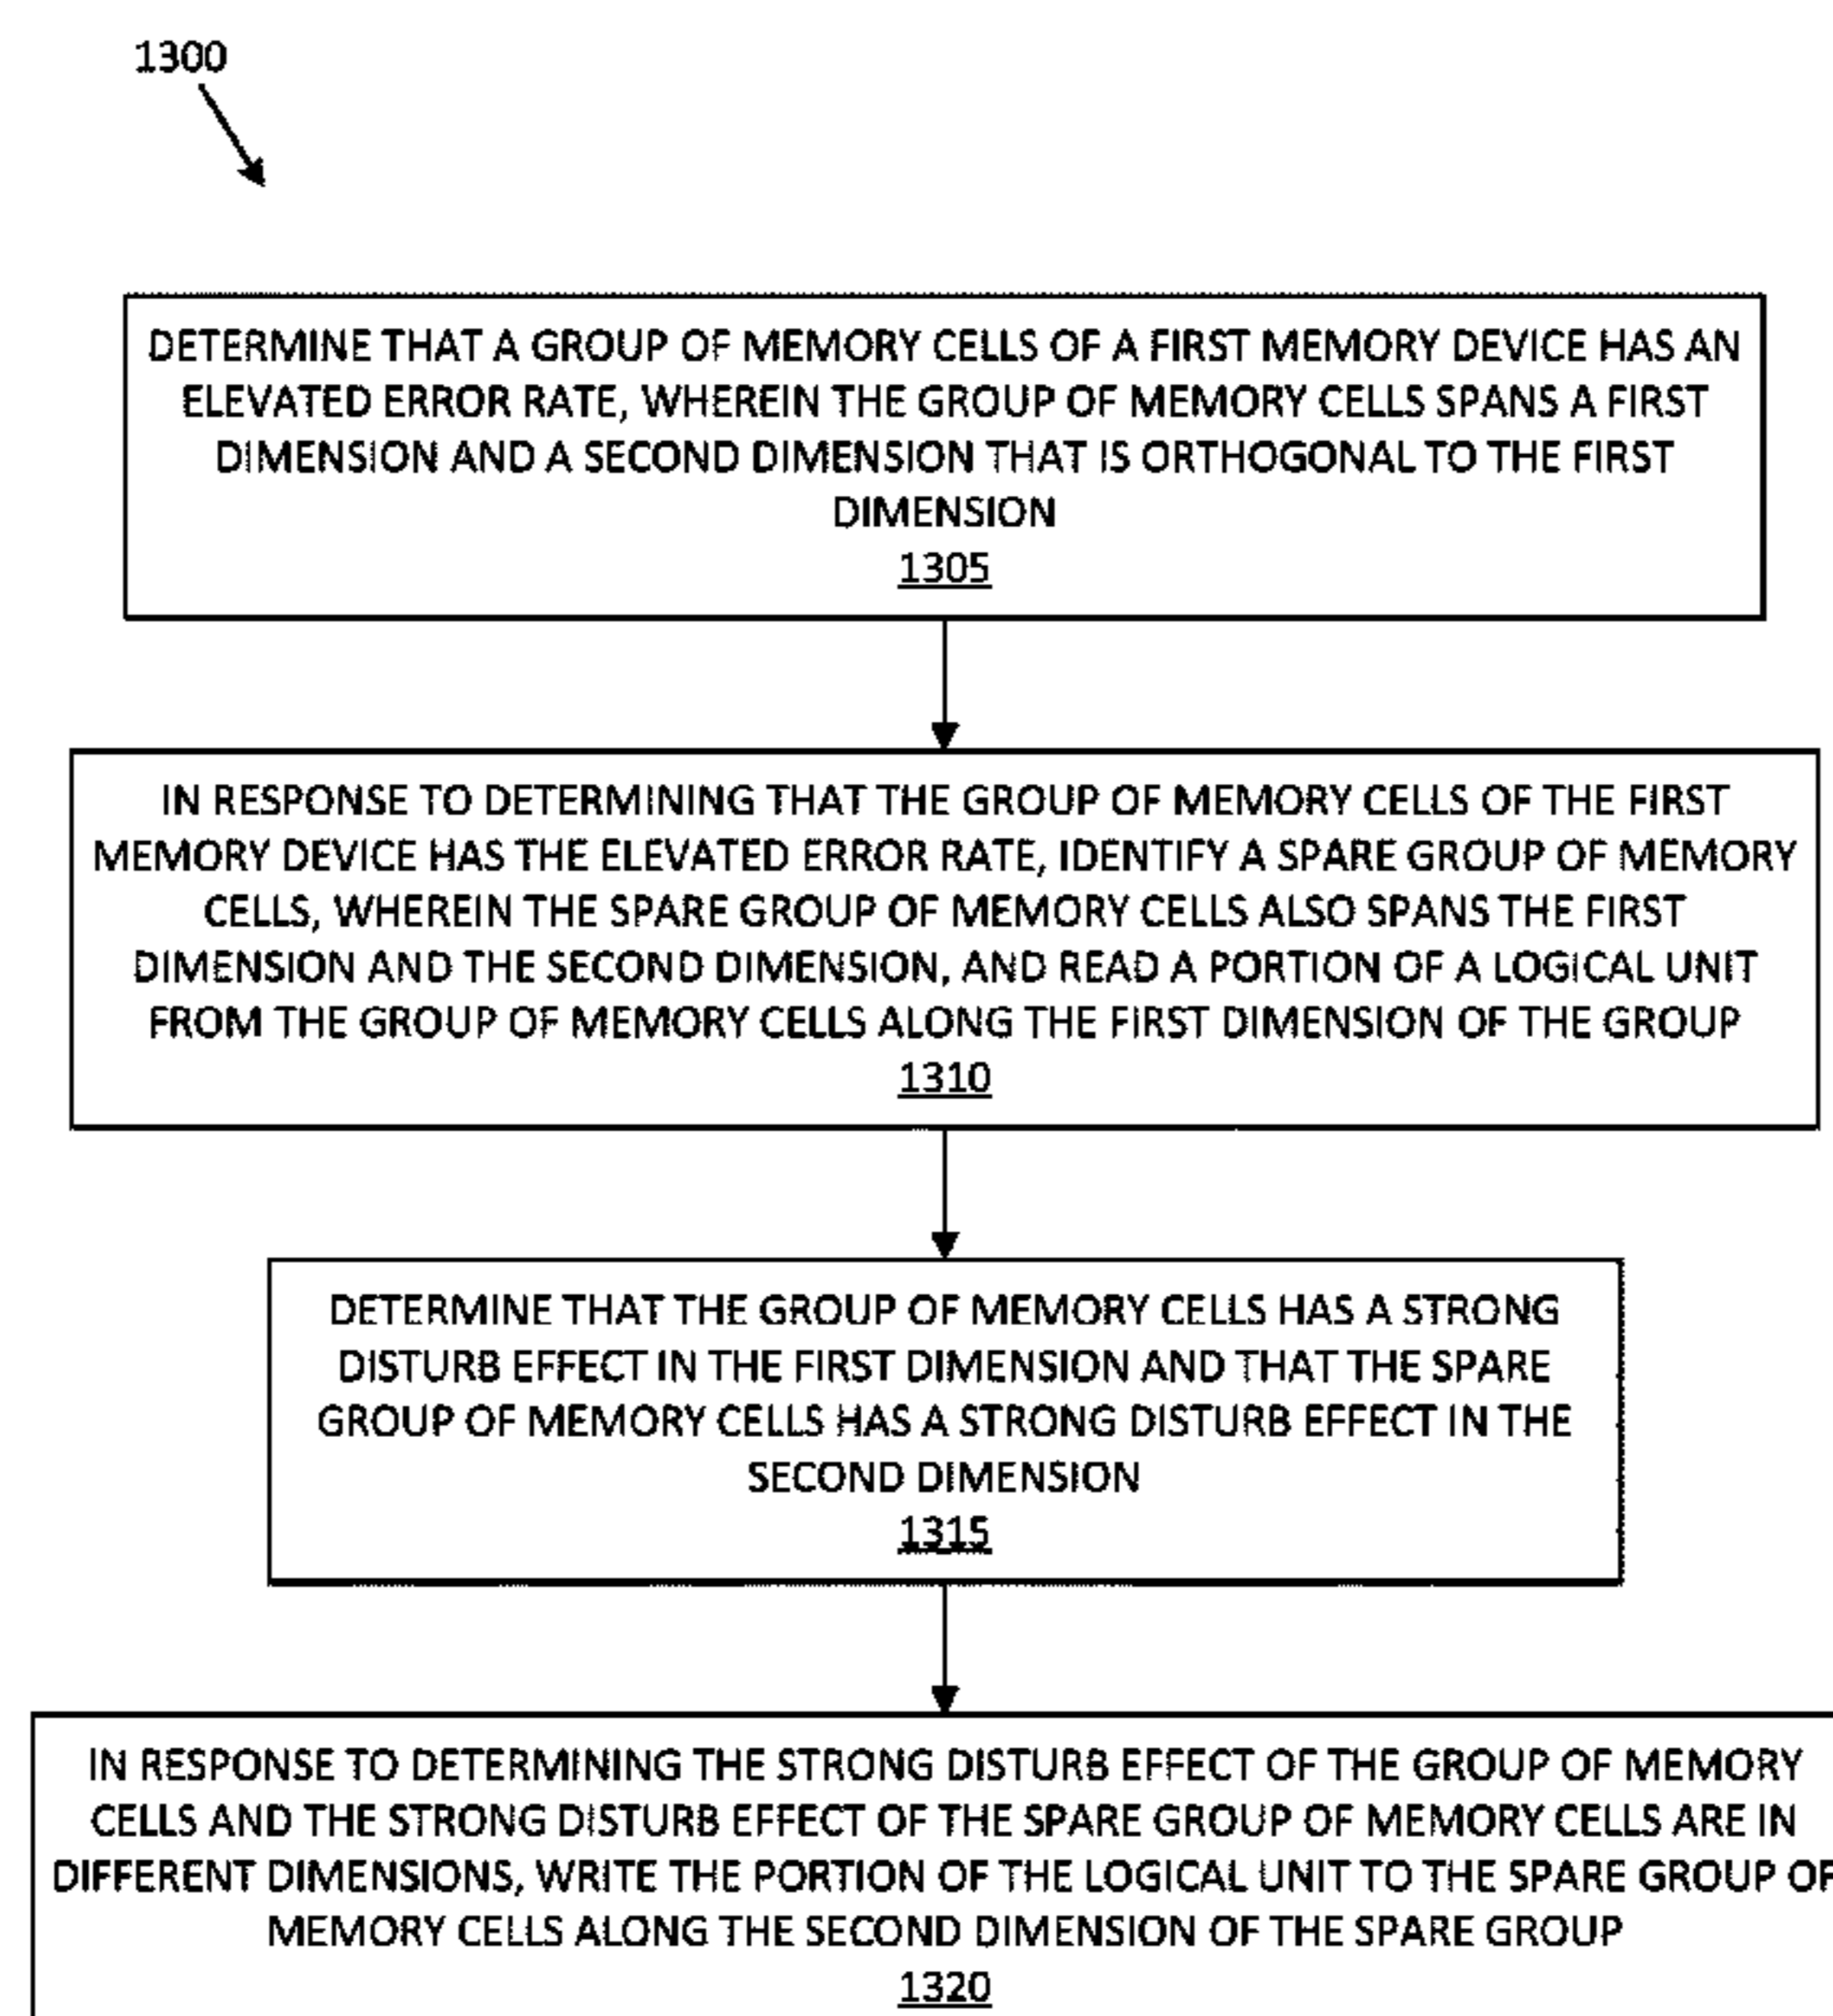 1300
DETERMINE THAT A GROUP OF MEMORY CELLS OF A FIRST MEMORY DEVICE HAS AN
ELEVATED ERROR RATE, WHEREIN THE GROUP OF MEMORY CELLS SPANS A FIRST
DIMENSION AND A SECOND DIMENSION THAT IS ORTHOGONAL TO THE FIRST
DIMENSION
1305
IN RESPONSE TO DETERMINING THAT THE GROUP OF MEMORY CELLS OF THE FIRST
MEMORY DEVICE HAS THE ELEVATED ERROR RATE, IDENTIFY A SPARE GROUP OF MEMORY
CELLS, WHEREIN THE SPARE GROUP OF MEMORY CELLS ALSO SPANS THE FIRST
DIMENSION AND THE SECOND DIMENSION, AND READ A PORTION OF A LOGICAL UNIT
FROM THE GROUP OF MEMORY CELLS ALONG THE FIRST DIMENSION OF THE GROUP
1310
DETERMINE THAT THE GROUP OF MEMORY CELLS HAS A STRONG
DISTURB EFFECT IN THE FIRST DIMENSION AND THAT THE SPARE
GROUP OF MEMORY CELLS HAS A STRONG DISTURB EFFECT IN THE
SECOND DIMENSION
1315
IN RESPONSE TO DETERMINING THE STRONG DISTURB EFFECT OF THE GROUP OF MEMORY
CELLS AND THE STRONG DISTURB EFFECT OF THE SPARE GROUP OF MEMORY CELLS ARE IN
DIFFERENT DIMENSIONS, WRITE THE PORTION OF THE LOGICAL UNIT TO THE SPARE GROUP OF
MEMORY CELLS ALONG THE SECOND DIMENSION OF THE SPARE GROUP
1320